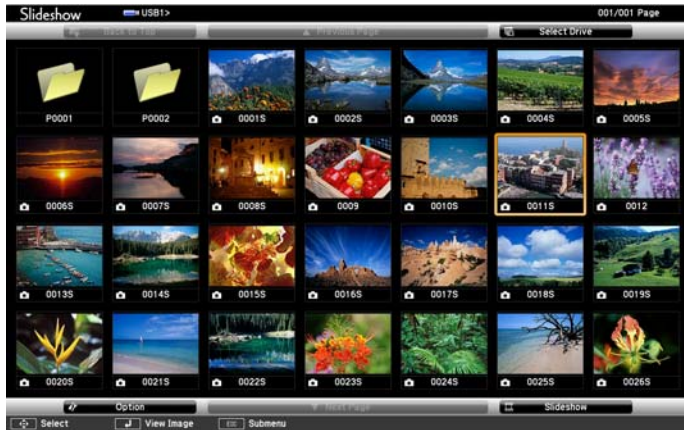 Slideshow USB1> 001/001 Page
Back to Top Previous Page Select Drive
P0001 P0002 0001S 0002S 0003S 0004S 0005S
0006S 0007S 0008S 0009 0010S 0011S 0012
0013S 0014S 0015S 0016S 0017S 0018S 0019S
0020S 0021S 0022S 0023S 0024S 0025S 0026S
Option Next Page Slideshow
Select View Image Esc Submenu